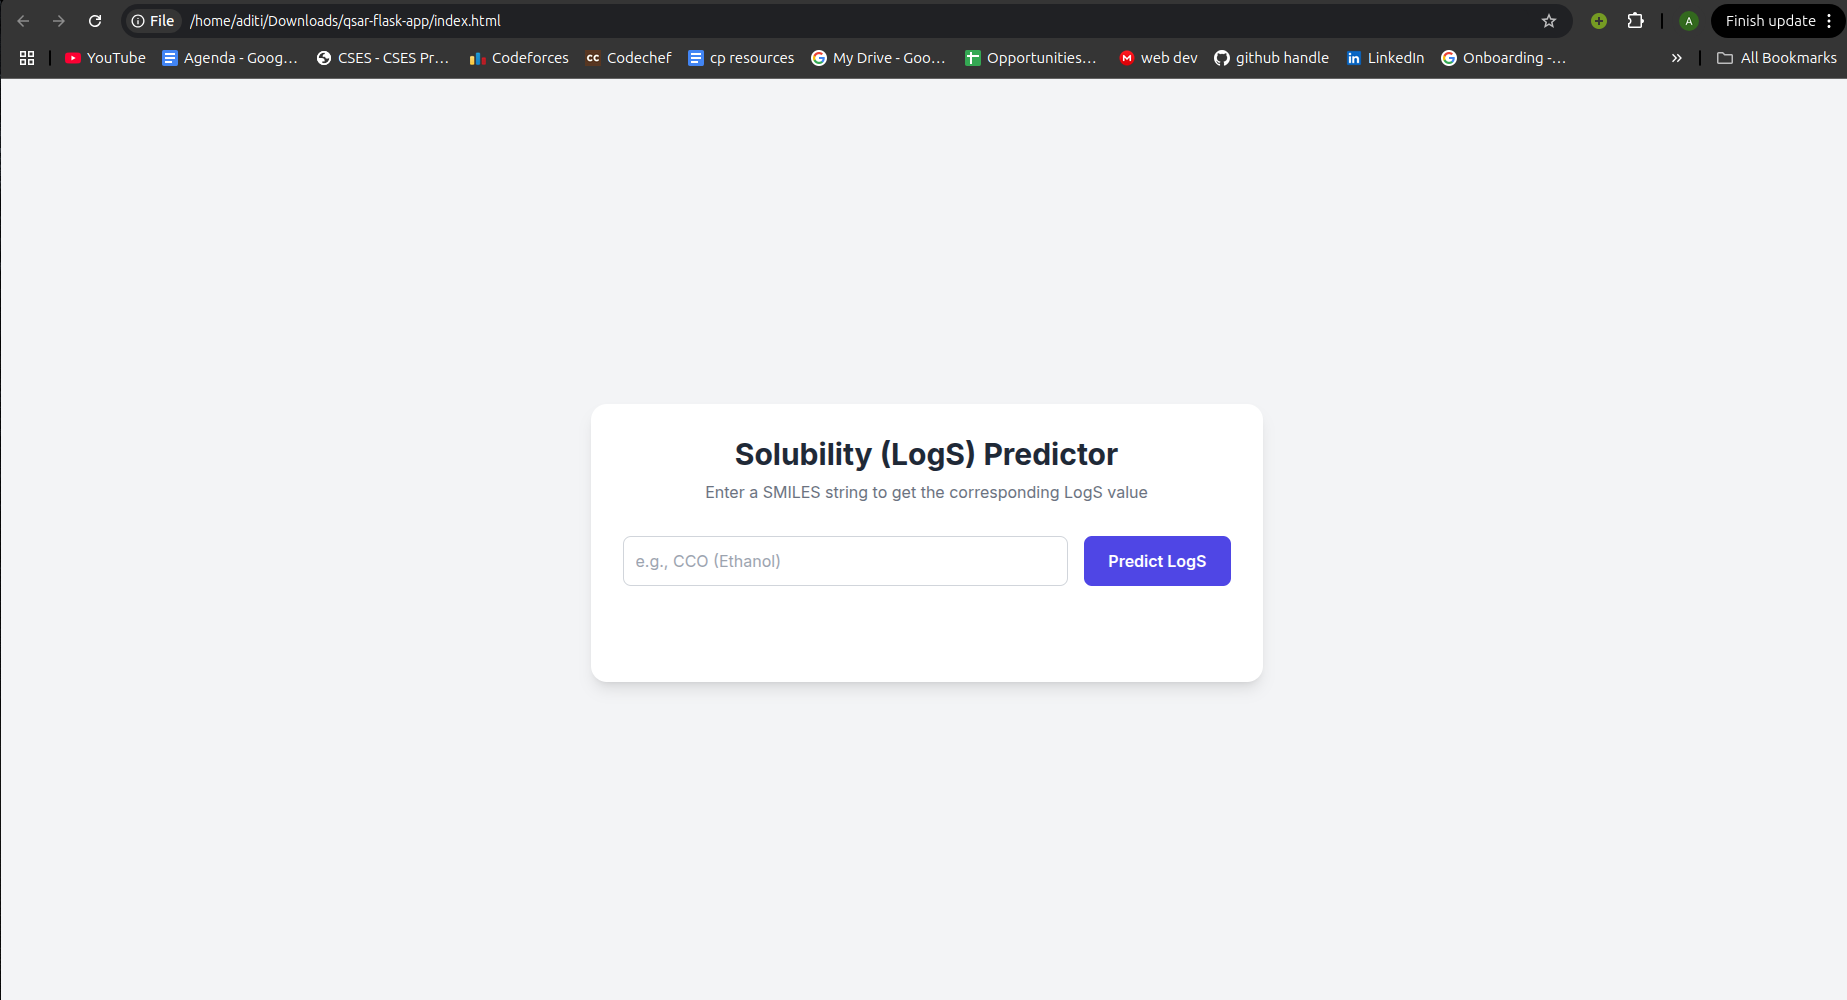 File /home/aditi/Downloads/qsar-flask-app/index.html A Finish update
YouTube Agenda - Goog... CSES - CSES Pr... Codeforces CC Codechef cp resources My Drive - Goo... Opportunities... M web dev github handle in LinkedIn Onboarding -... » All Bookmarks
Solubility (LogS) Predictor
Enter a SMILES string to get the corresponding LogS value
e.g., CCO (Ethanol) Predict LogS